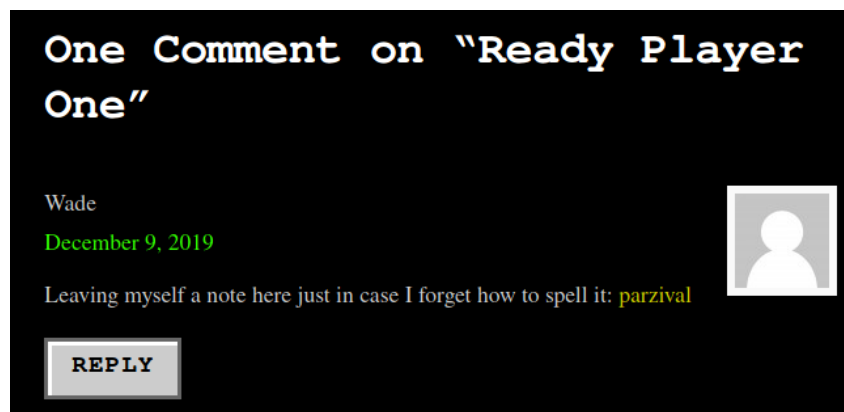 One Comment on “Ready Player
One”
Wade
December 9, 2019
Leaving myself a note here just in case I forget how to spell it: parzival
REPLY